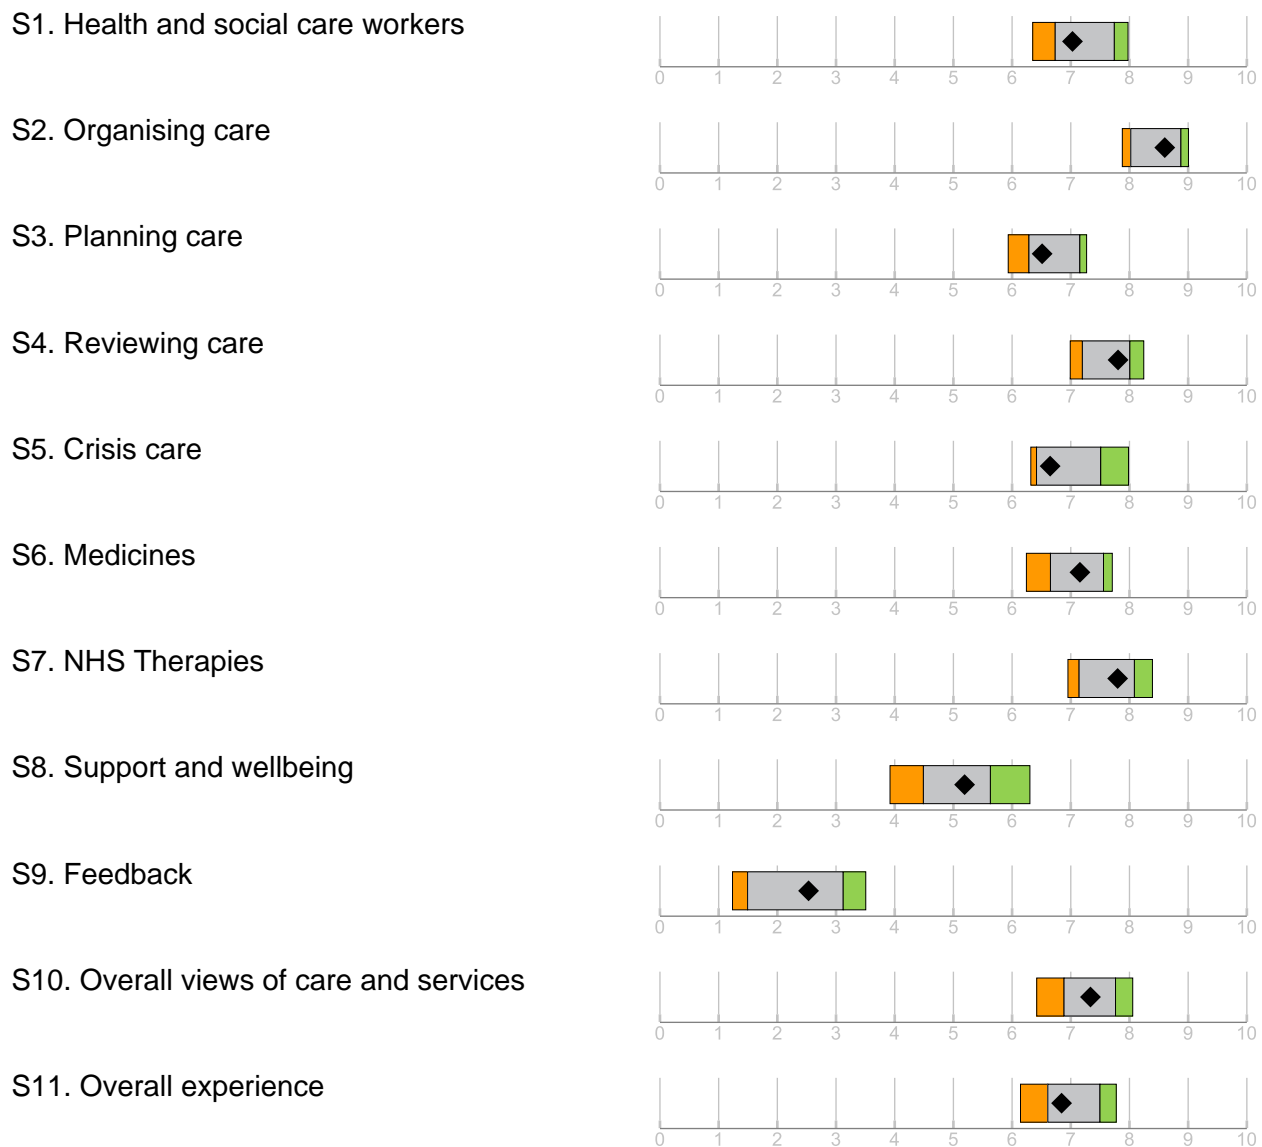 S1. Health and social care workers
0 1 2 3 4 5 6 7 8 9 10
S2. Organising care
0 1 2 3 4 5 6 7 8 9 10
S3. Planning care
0 1 2 3 4 5 6 7 8 9 10
S4. Reviewing care
0 1 2 3 4 5 6 7 8 9 10
S5. Crisis care
0 1 2 3 4 5 6 7 8 9 10
S6. Medicines
0 1 2 3 4 5 6 7 8 9 10
S7. NHS Therapies
0 1 2 3 4 5 6 7 8 9 10
S8. Support and wellbeing
0 1 2 3 4 5 6 7 8 9 10
S9. Feedback
0 1 2 3 4 5 6 7 8 9 10
S10. Overall views of care and services
0 1 2 3 4 5 6 7 8 9 10
S11. Overall experience
0 1 2 3 4 5 6 7 8 9 10